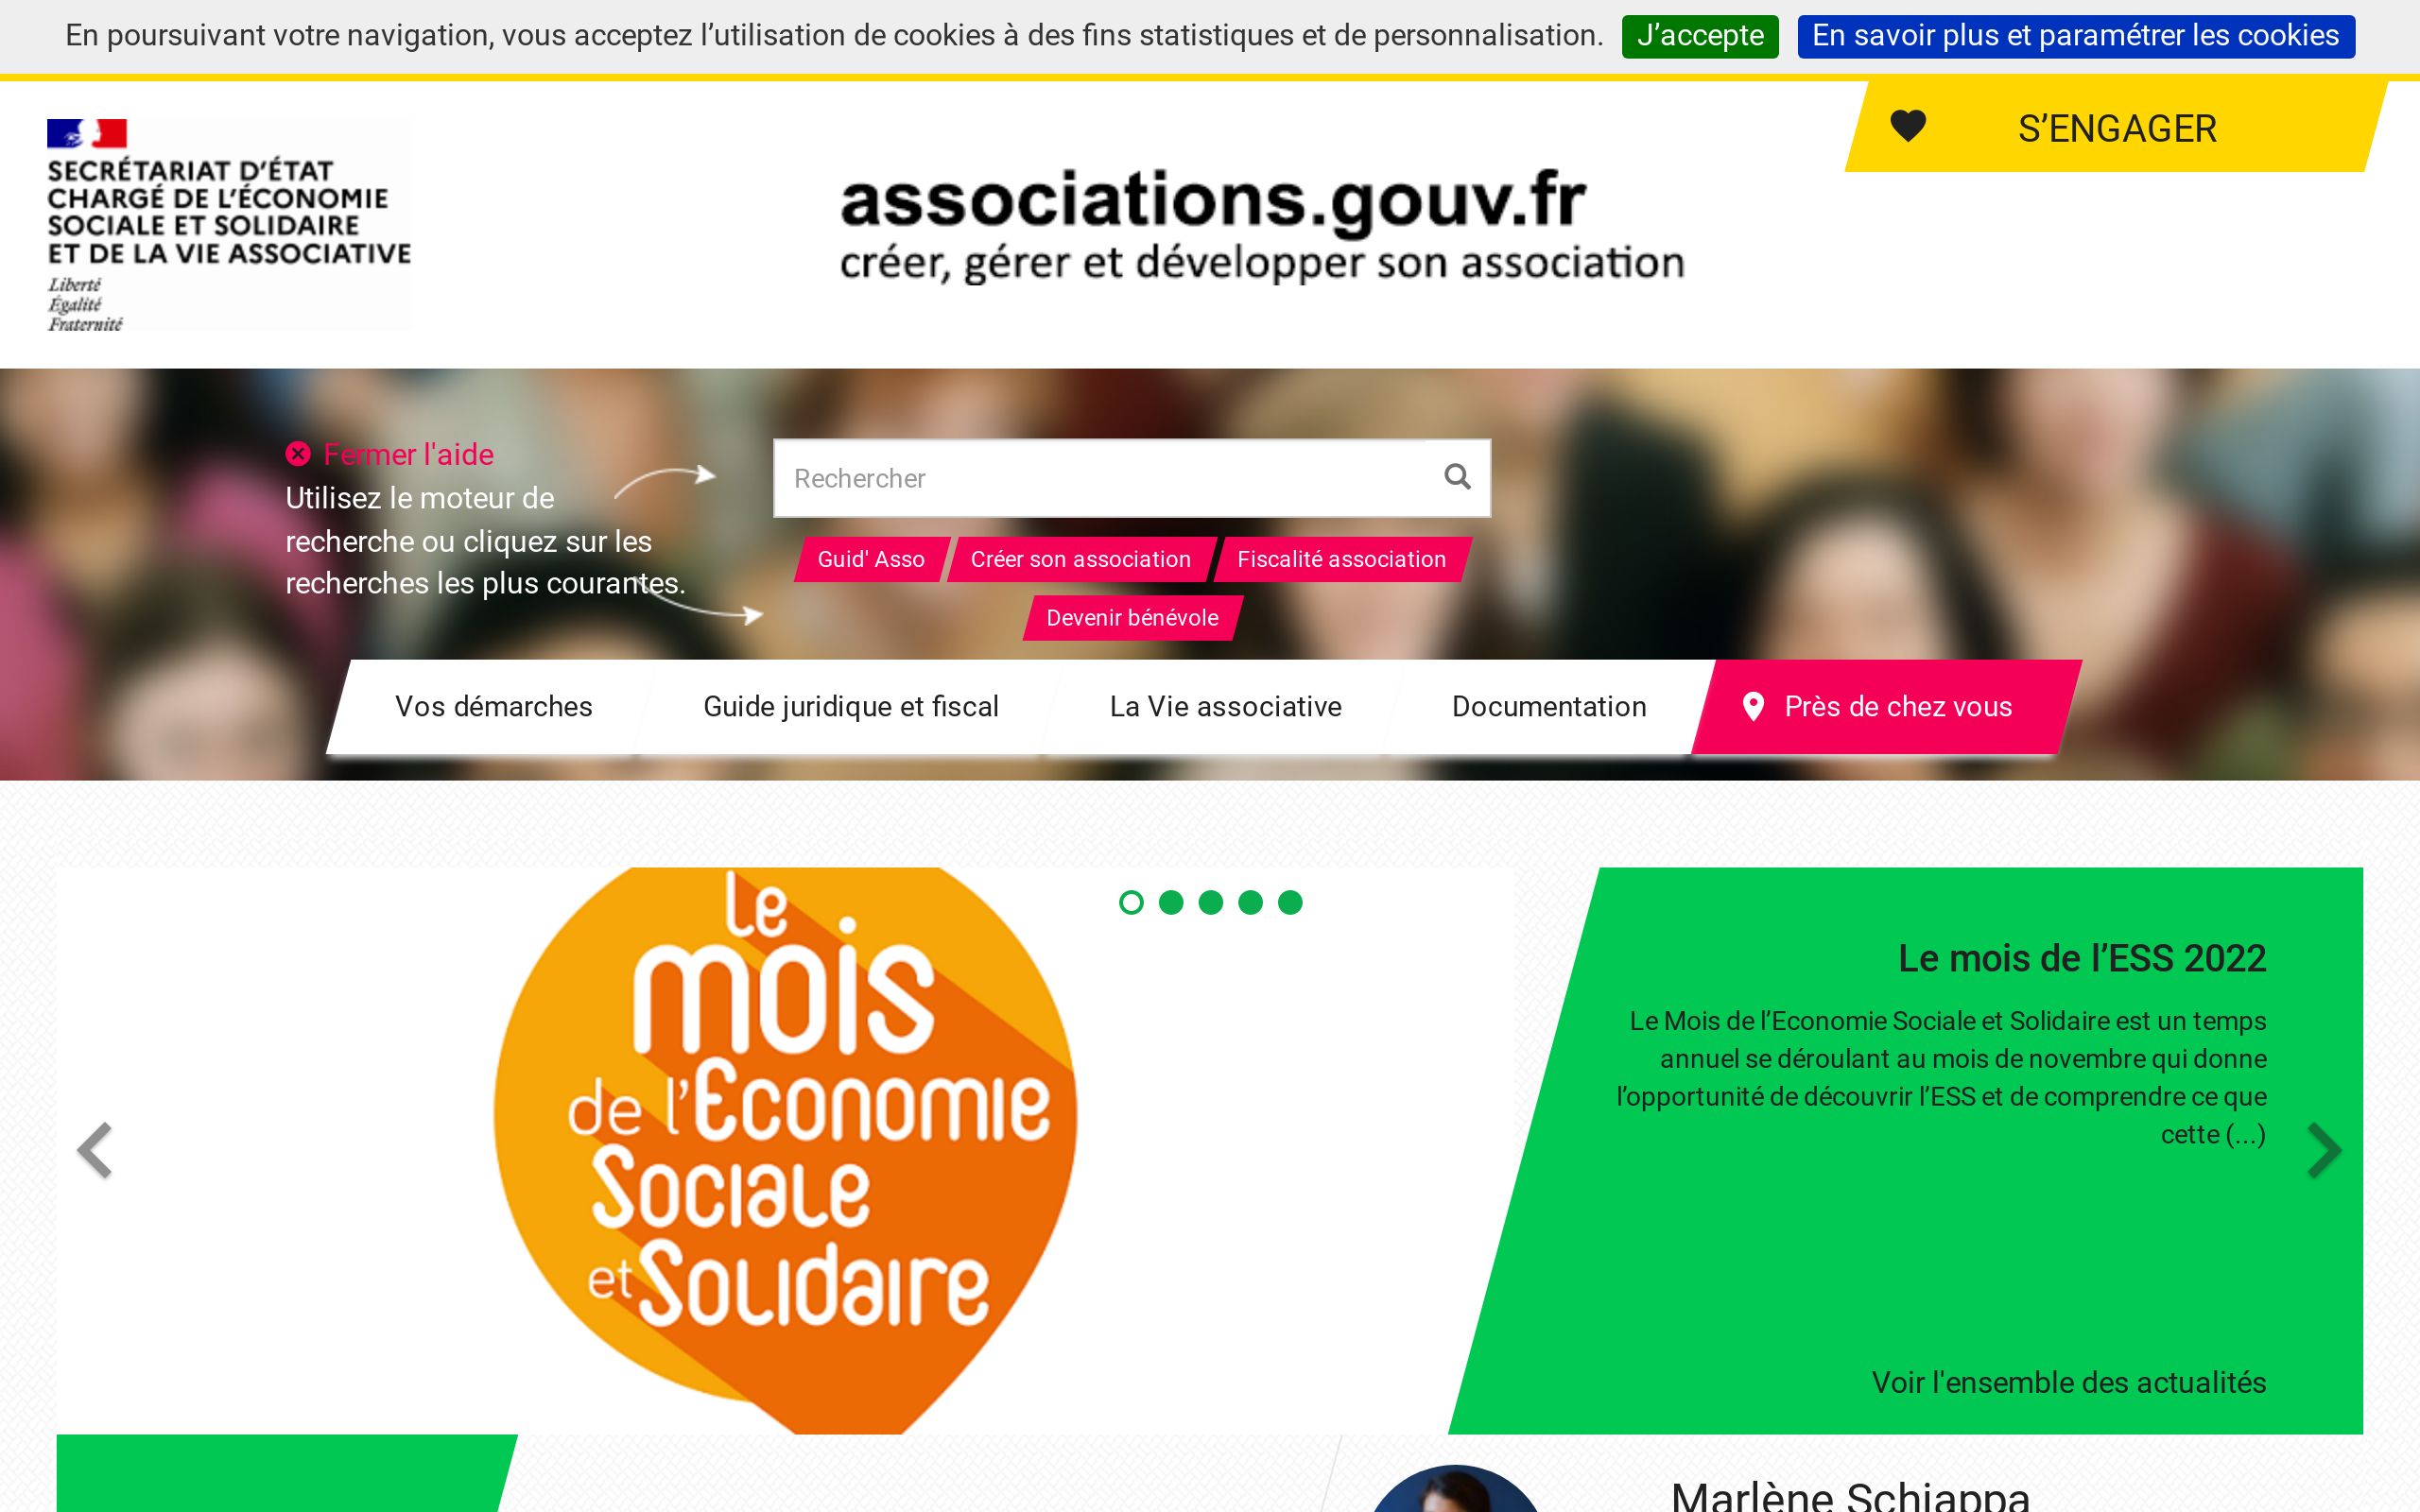 En poursuivant votre navigation, vous acceptez l’utilisation de cookies à des fins statistiques et de personnalisation. J’accepte En savoir plus et paramétrer les cookies
S’ENGAGER
SECRÉTARIAT D’ÉTAT
CHARGÉ DE L’ÉCONOMIE
SOCIALE ET SOLIDAIRE
ET DE LA VIE ASSOCIATIVE
Liberté
Égalité
Fraternité
associations.gouv.fr
créer, gérer et développer son association
Fermer l'aide
Utilisez le moteur de
recherche ou cliquez sur les
recherches les plus courantes.
Rechercher
Guid' Asso Créer son association Fiscalité association
Devenir bénévole
Vos démarches Guide juridique et fiscal La Vie associative Documentation Près de chez vous
le
mois
de l'Economie
Sociale
et Solidaire
Le mois de l’ESS 2022
Le Mois de l’Economie Sociale et Solidaire est un temps
annuel se déroulant au mois de novembre qui donne
l’opportunité de découvrir l’ESS et de comprendre ce que
cette (...)
Voir l'ensemble des actualités
Marlène Schiappa